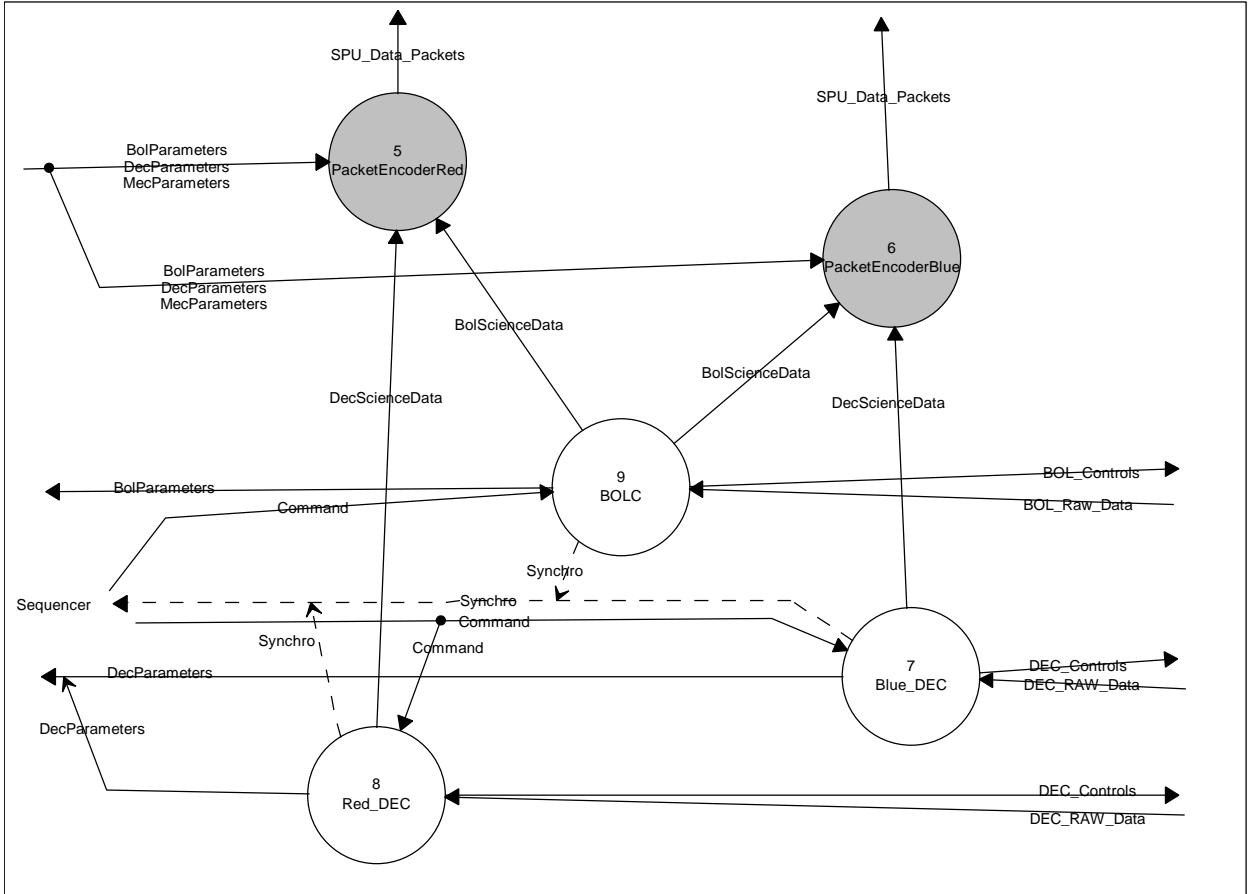 SPU_Data_Packets
SPU_Data_Packets
BolParameters
DecParameters
MecParameters
5
PacketEncoderRed
6
PacketEncoderBlue
BolParameters
DecParameters
MecParameters
BolScienceData
BolScienceData
DecScienceData
DecScienceData
9
BOLC
BOL_Controls
BolParameters
Command
BOL_Raw_Data
Synchro
Sequencer
Synchro
Command
Synchro
Command
DecParameters
7
Blue_DEC
DEC_Controls
DEC_RAW_Data
DecParameters
8
Red_DEC
DEC_Controls
DEC_RAW_Data